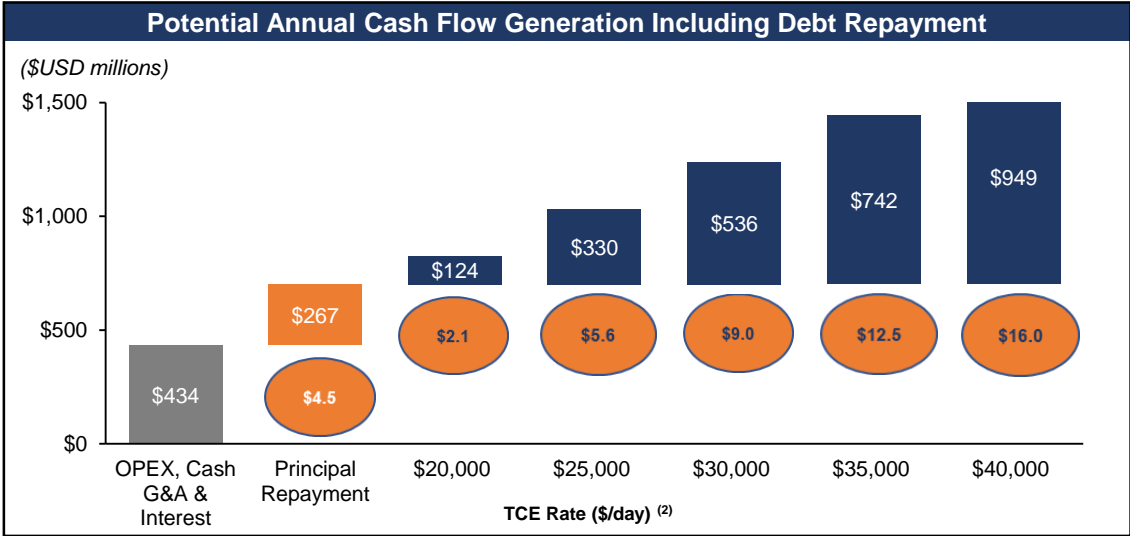 Potential Annual Cash Flow Generation Including Debt Repayment
($USD millions)
$1,500
$1,000
$500
$0
$434
$267
$124
$330
$536
$742
$949
$4.5
$2.1
$5.6
$9.0
$12.5
$16.0
OPEX, Cash
G&A &
Interest
Principal
Repayment
$20,000
$25,000
$30,000
$35,000
$40,000
TCE Rate ($/day) (2)